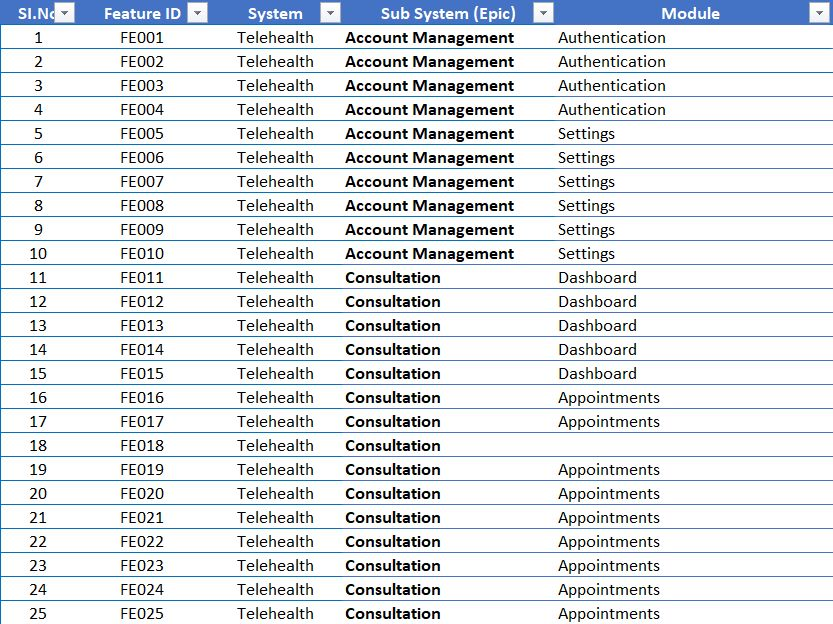 SI.No Feature ID System Sub System (Epic) Module
1 FE001 Telehealth Account Management Authentication
2 FE002 Telehealth Account Management Authentication
3 FE003 Telehealth Account Management Authentication
4 FE004 Telehealth Account Management Authentication
5 FE005 Telehealth Account Management Settings
6 FE006 Telehealth Account Management Settings
7 FE007 Telehealth Account Management Settings
8 FE008 Telehealth Account Management Settings
9 FE009 Telehealth Account Management Settings
10 FE010 Telehealth Account Management Settings
11 FE011 Telehealth Consultation Dashboard
12 FE012 Telehealth Consultation Dashboard
13 FE013 Telehealth Consultation Dashboard
14 FE014 Telehealth Consultation Dashboard
15 FE015 Telehealth Consultation Dashboard
16 FE016 Telehealth Consultation Appointments
17 FE017 Telehealth Consultation Appointments
18 FE018 Telehealth Consultation
19 FE019 Telehealth Consultation Appointments
20 FE020 Telehealth Consultation Appointments
21 FE021 Telehealth Consultation Appointments
22 FE022 Telehealth Consultation Appointments
23 FE023 Telehealth Consultation Appointments
24 FE024 Telehealth Consultation Appointments
25 FE025 Telehealth Consultation Appointments